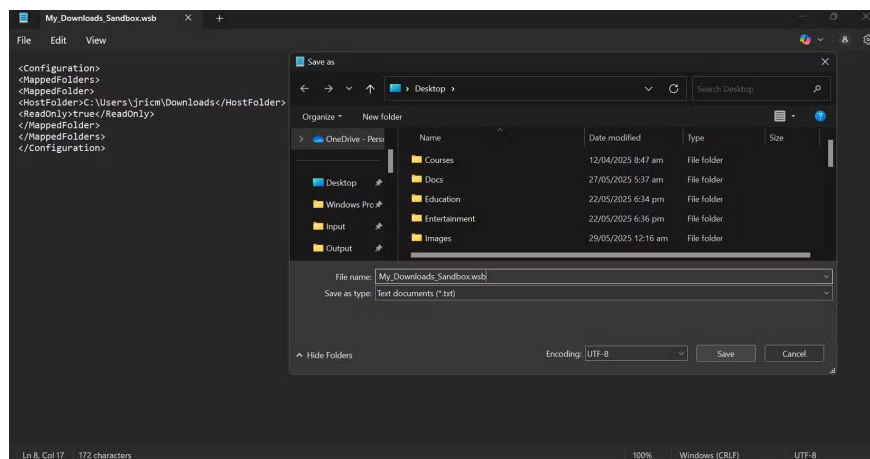 My_Downloads_Sandbox.wsb
File Edit View
<Configuration>
<MappedFolders>
<MappedFolder>
<HostFolder>C:\Users\jricm\Downloads</HostFolder>
<ReadOnly>true</ReadOnly>
</MappedFolder>
</MappedFolders>
</Configuration>
Save as
Desktop
Search Desktop
Organize
New folder
OneDrive - Perso
Desktop
Windows Pro
Input
Output
Name Date modified Type Size
Courses 12/04/2025 8:47 am File folder
Docs 27/05/2025 5:37 am File folder
Education 22/05/2025 6:34 pm File folder
Entertainment 22/05/2025 6:36 pm File folder
Images 29/05/2025 12:16 am File folder
File name: My_Downloads_Sandbox.wsb
Save as type: Text documents (*.txt)
Hide Folders
Encoding: UTF-8
Save
Cancel
Ln 8, Col 17 172 characters 100% Windows (CRLF) UTF-8